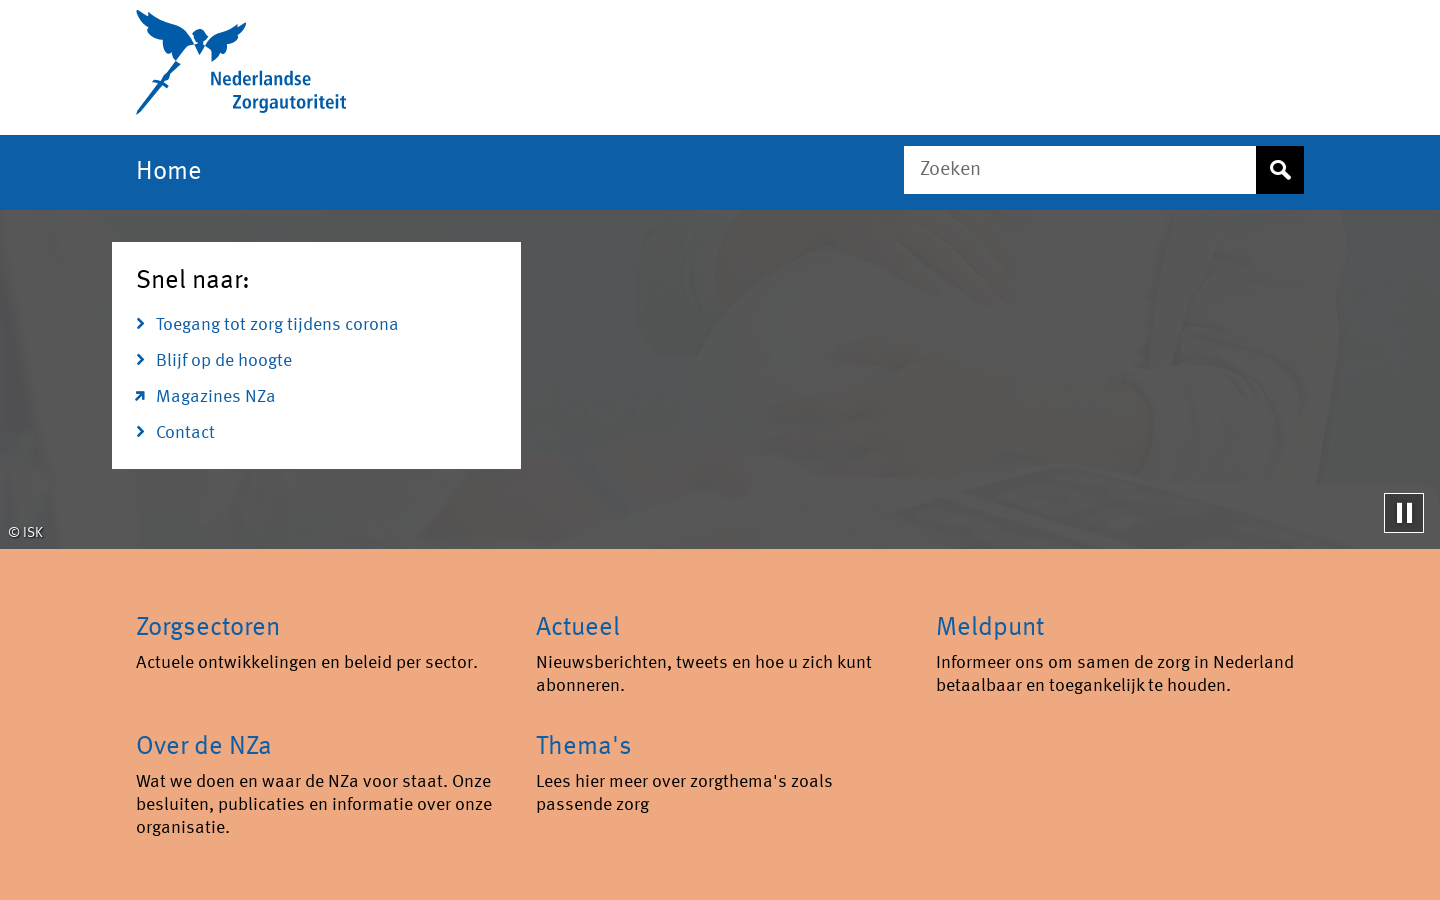 Nederlandse
Zorgautoriteit
Home
Zoeken
Snel naar:
Toegang tot zorg tijdens corona
Blijf op de hoogte
Magazines NZa
Contact
© ISK
Zorgsectoren
Actuele ontwikkelingen en beleid per sector.
Actueel
Nieuwsberichten, tweets en hoe u zich kunt
abonneren.
Meldpunt
Informeer ons om samen de zorg in Nederland
betaalbaar en toegankelijk te houden.
Over de NZa
Wat we doen en waar de NZa voor staat. Onze
besluiten, publicaties en informatie over onze
organisatie.
Thema's
Lees hier meer over zorgthema's zoals
passende zorg